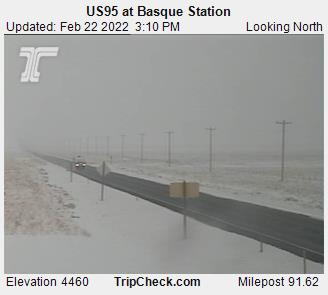 US95 at Basque Station
Updated: Feb 22 2022 3:10 PM Looking North
Elevation 4460 TripCheck.com Milepost 91.62